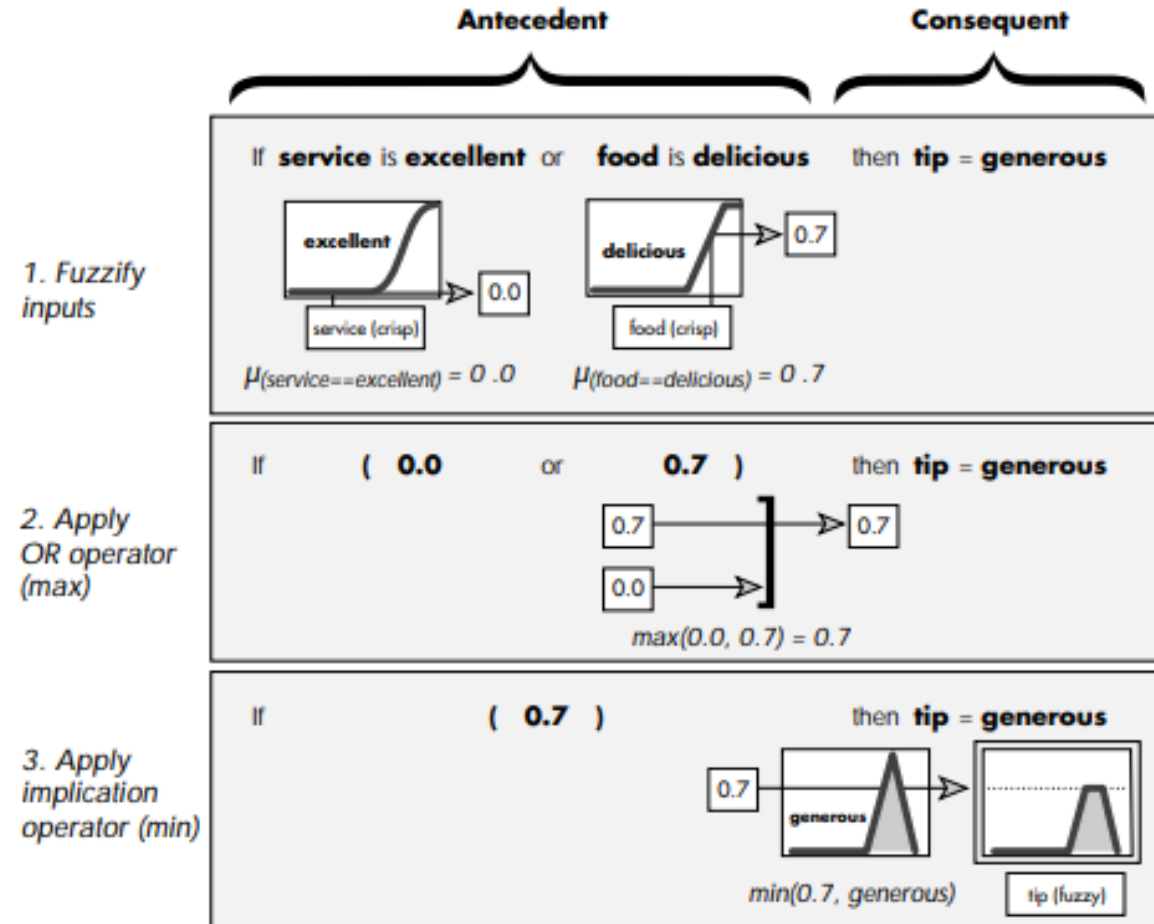 Antecedent Consequent
If service is excellent or food is delicious then tip = generous
excellent
delicious
0.7
1. Fuzzify
inputs
0.0
service (crisp)
food (crisp)
μ(service==excellent) = 0 .0 μ(food==delicious) = 0 .7
If ( 0.0 or 0.7 ) then tip = generous
2. Apply
OR operator
(max)
0.7
0.7
0.0
max(0.0, 0.7) = 0.7
If ( 0.7 ) then tip = generous
3. Apply
implication
operator (min)
0.7
generous
min(0.7, generous)
tip (fuzzy)